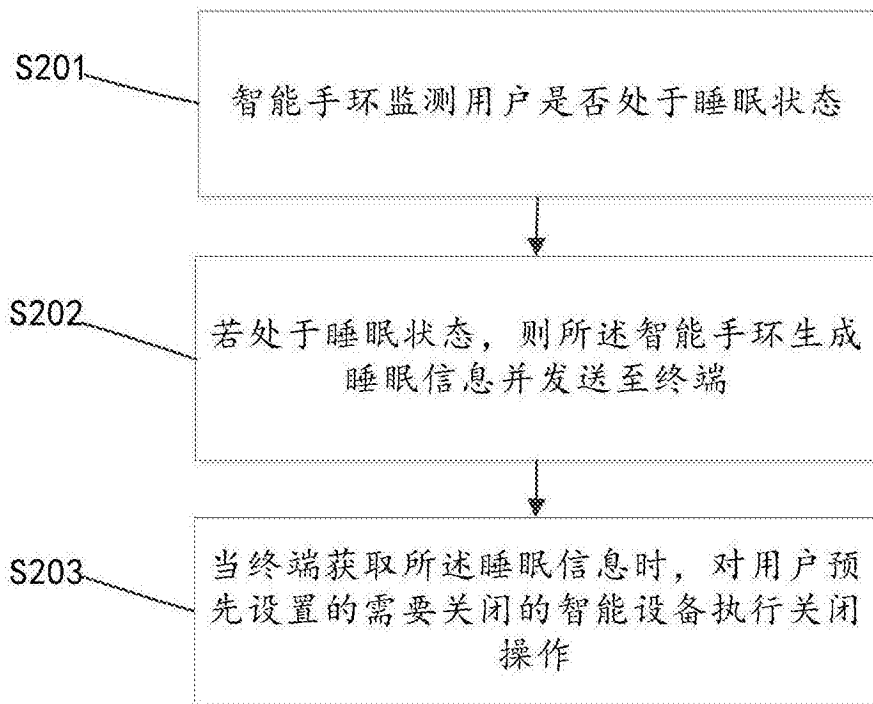 S201
智能手环监测用户是否处于睡眠状态
S202
若处于睡眠状态，则所述智能手环生成
睡眠信息并发送至终端
S203
当终端获取所述睡眠信息时，对用户预
先设置的需要关闭的智能设备执行关闭
操作